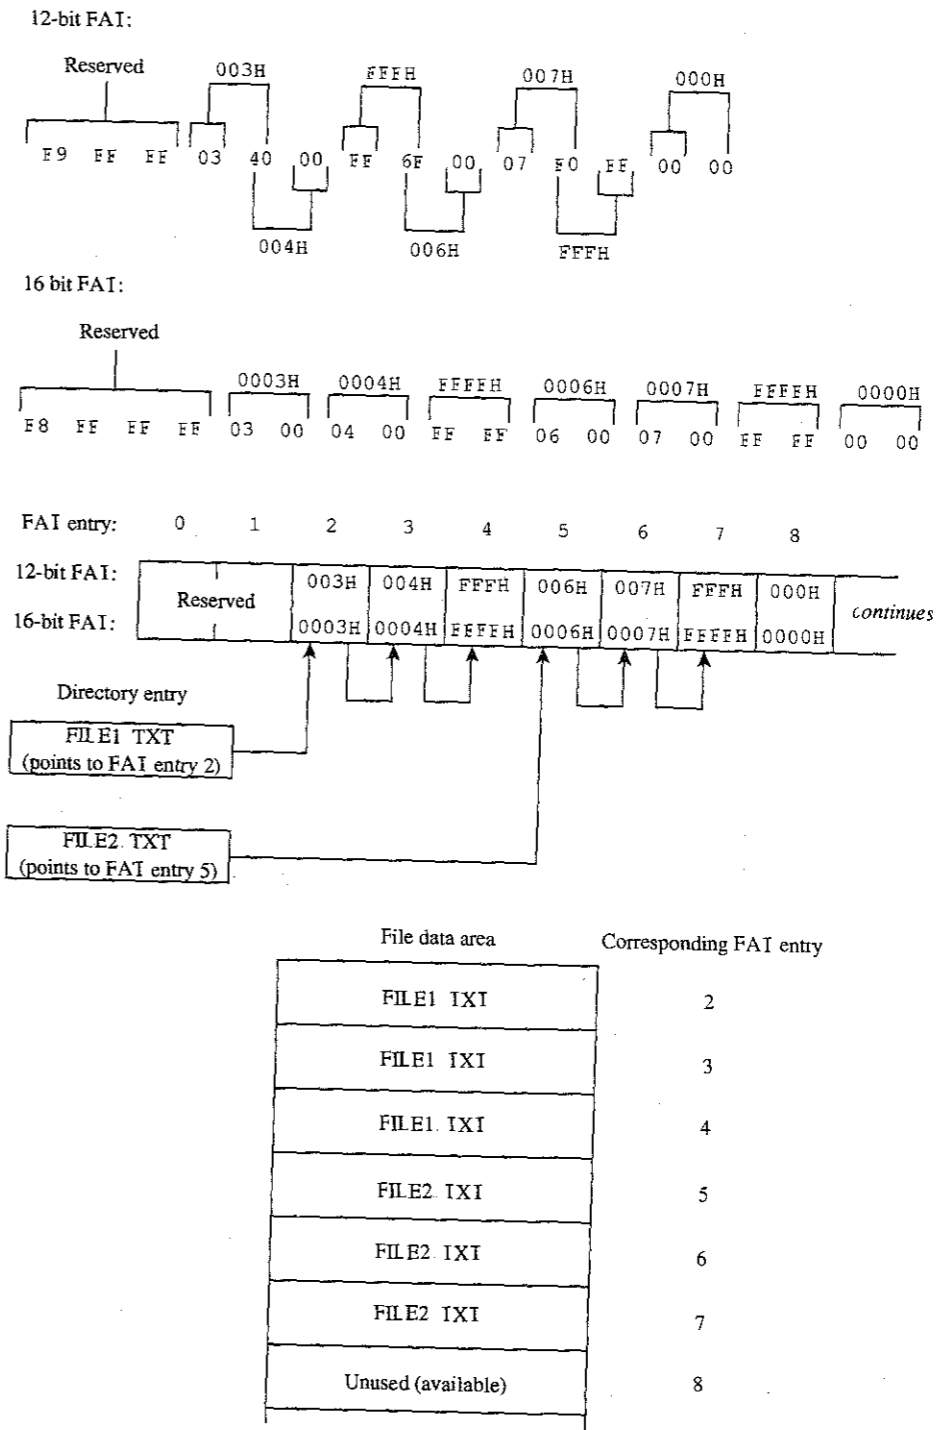 12-bit FAT:
Reserved 003H FFFH 007H 000H
F9 FF FF 03 40 00 FF 6F 00 07 F0 FF 00 00
004H 006H FFFH
16 bit FAT:
Reserved
0003H 0004H FFFFH 0006H 0007H FFFFH 0000H
F8 FF FF FF 03 00 04 00 FF FF 06 00 07 00 FF FF 00 00
FAT entry: 0 1 2 3 4 5 6 7 8
12-bit FAT: 003H 004H FFFH 006H 007H FFFH 000H
Reserved continues
16-bit FAT: 0003H 0004H FFFFH 0006H 0007H FFFFH 0000H
Directory entry
FILE1 TXT
(points to FAT entry 2)
FILE2. TXT
(points to FAT entry 5)
File data area Corresponding FAT entry
FILE1 TXT 2
FILE1 TXT 3
FILE1. TXT 4
FILE2 TXT 5
FILE2 TXT 6
FILE2 TXT 7
Unused (available) 8